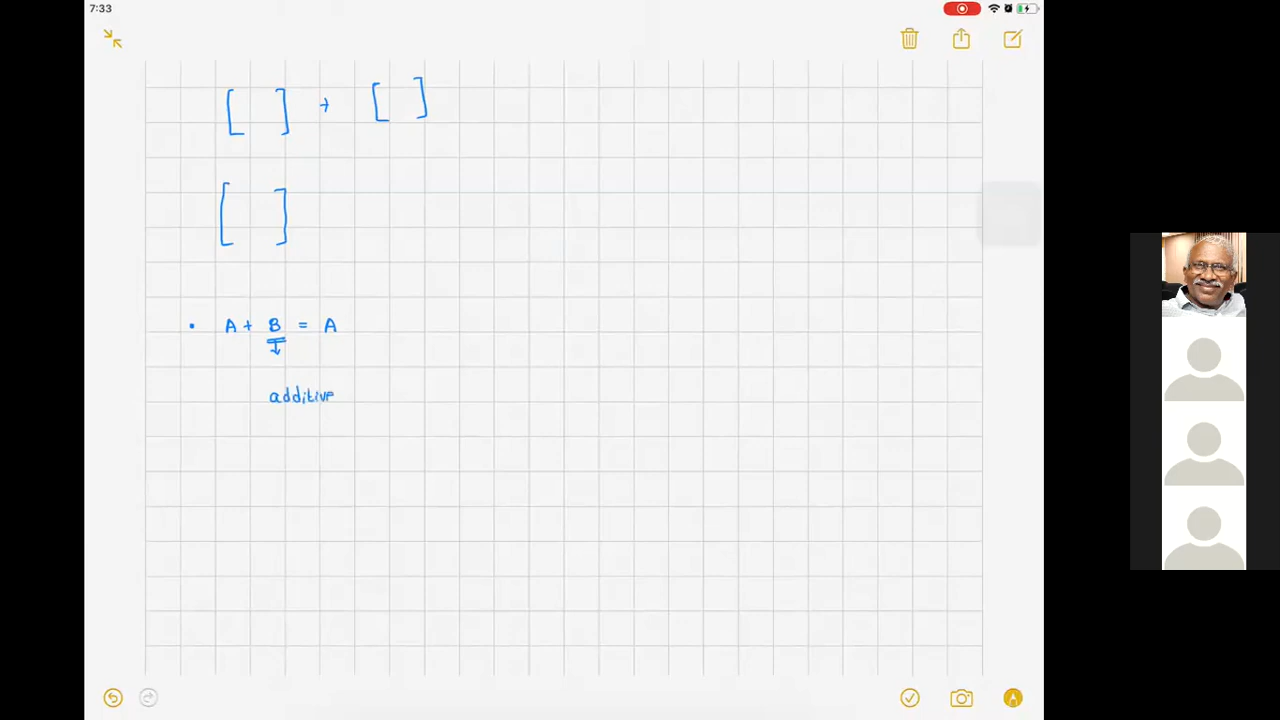 7:33
[ ] + [ ]
[ ]
• A + B = A
additive